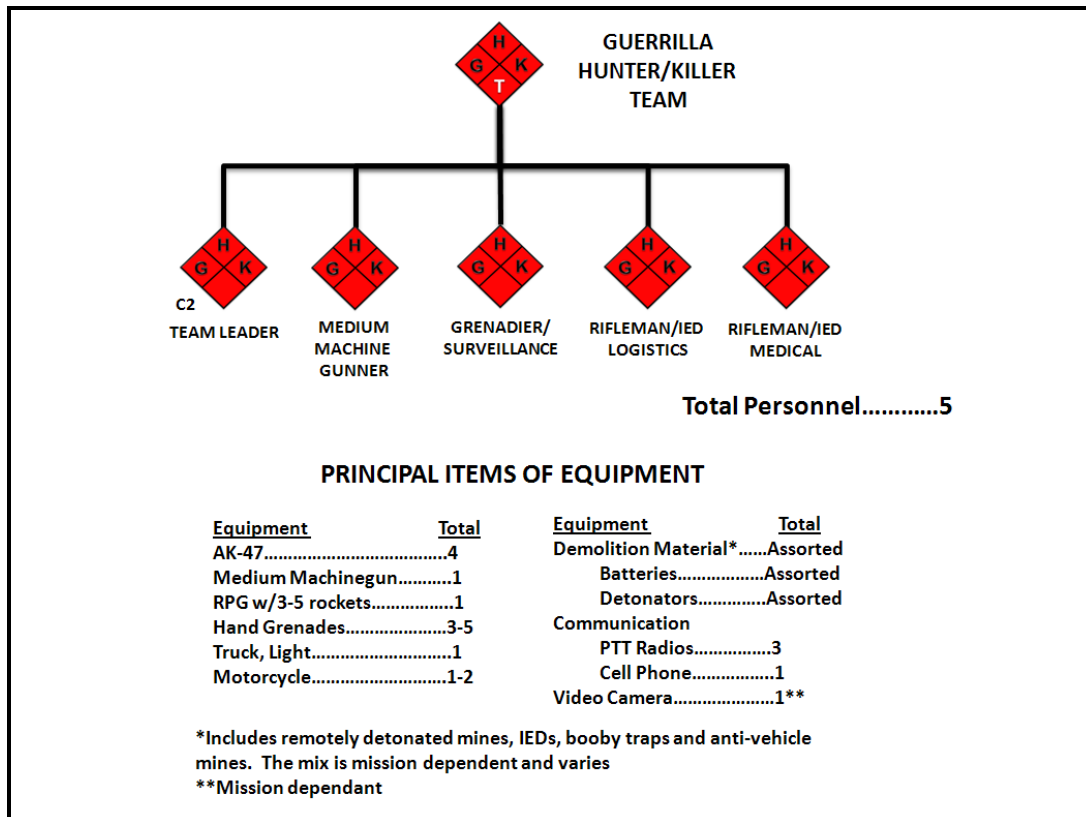 H
G K
T
GUERRILLA
HUNTER/KILLER
TEAM
H
G K
C2
TEAM LEADER
H
G K
MEDIUM
MACHINE
GUNNER
H
G K
GRENADIER/
SURVEILLANCE
H
G K
RIFLEMAN/IED
LOGISTICS
H
G K
RIFLEMAN/IED
MEDICAL
Total Personnel............5
PRINCIPAL ITEMS OF EQUIPMENT
Equipment Total
AK-47....................................4
Medium Machinegun..........1
RPG w/3-5 rockets................1
Hand Grenades...................3-5
Truck, Light...........................1
Motorcycle.........................1-2
Equipment Total
Demolition Material*......Assorted
Batteries..................Assorted
Detonators..............Assorted
Communication
PTT Radios................3
Cell Phone................1
Video Camera......................1**
*Includes remotely detonated mines, IEDs, booby traps and anti-vehicle
mines. The mix is mission dependent and varies
**Mission dependant